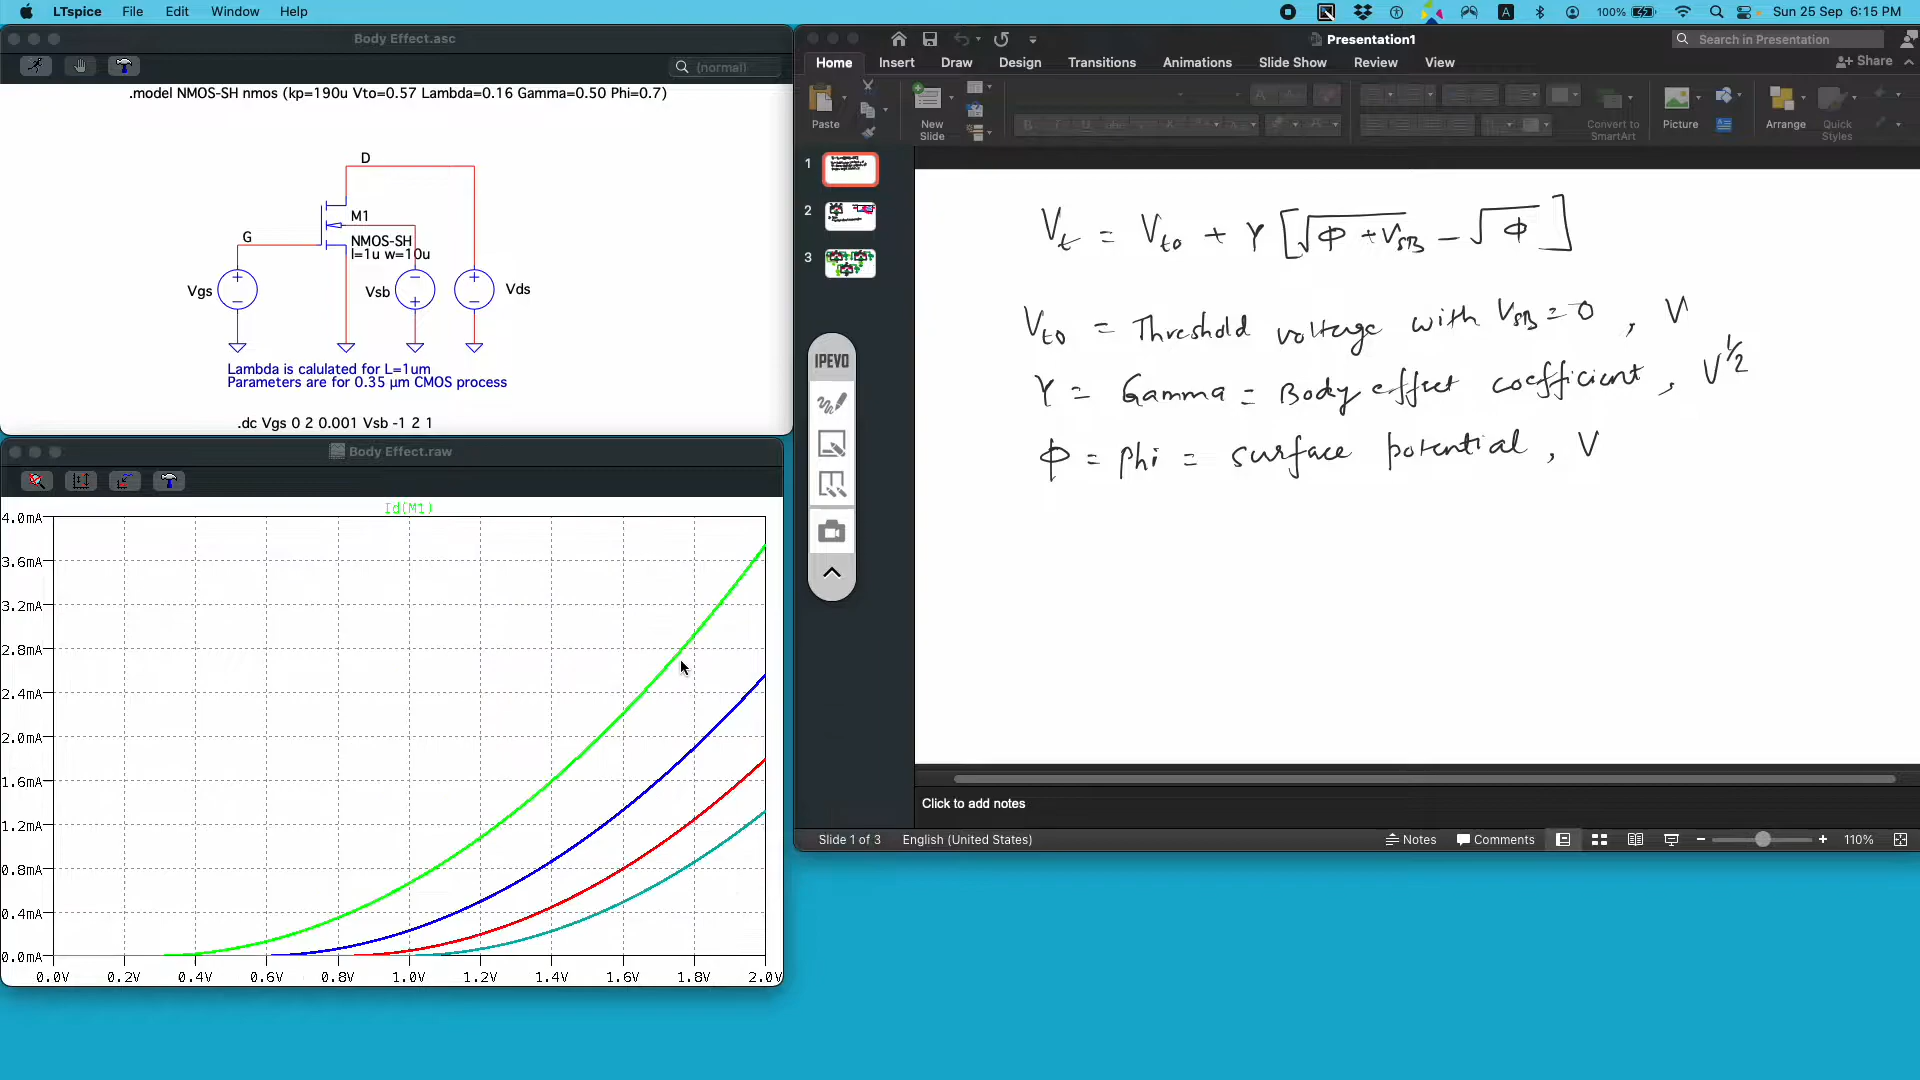 LTspice File Edit Window Help
100% Sun 25 Sep 6:15 PM
Body Effect.asc
(normal)
.model NMOS-SH nmos (kp=190u Vto=0.57 Lambda=0.16 Gamma=0.50 Phi=0.7)
D
M1
G
NMOS-SH
l=1u w=10u
Vgs
Vsb
Vds
Lambda is calulated for L=1um
Parameters are for 0.35 µm CMOS process
.dc Vgs 0 2 0.001 Vsb -1 2 1
Body Effect.raw
Id(M1)
4.0mA
3.6mA
3.2mA
2.8mA
2.4mA
2.0mA
1.6mA
1.2mA
0.8mA
0.4mA
0.0mA
0.0V 0.2V 0.4V 0.6V 0.8V 1.0V 1.2V 1.4V 1.6V 1.8V 2.0V
Presentation1
Search in Presentation
Home Insert Draw Design Transitions Animations Slide Show Review View
Share
Paste
New Slide
Convert to SmartArt
Picture
Arrange
Quick Styles
1
2
3
IPEVO
Vt = Vto + γ [√ϕ + VSB - √ϕ]
Vto = Threshold voltage with VSB = 0 , V
γ = Gamma = Body effect coefficient , V^1/2
ϕ = phi = surface potential , V
Click to add notes
Slide 1 of 3 English (United States) Notes Comments 110%